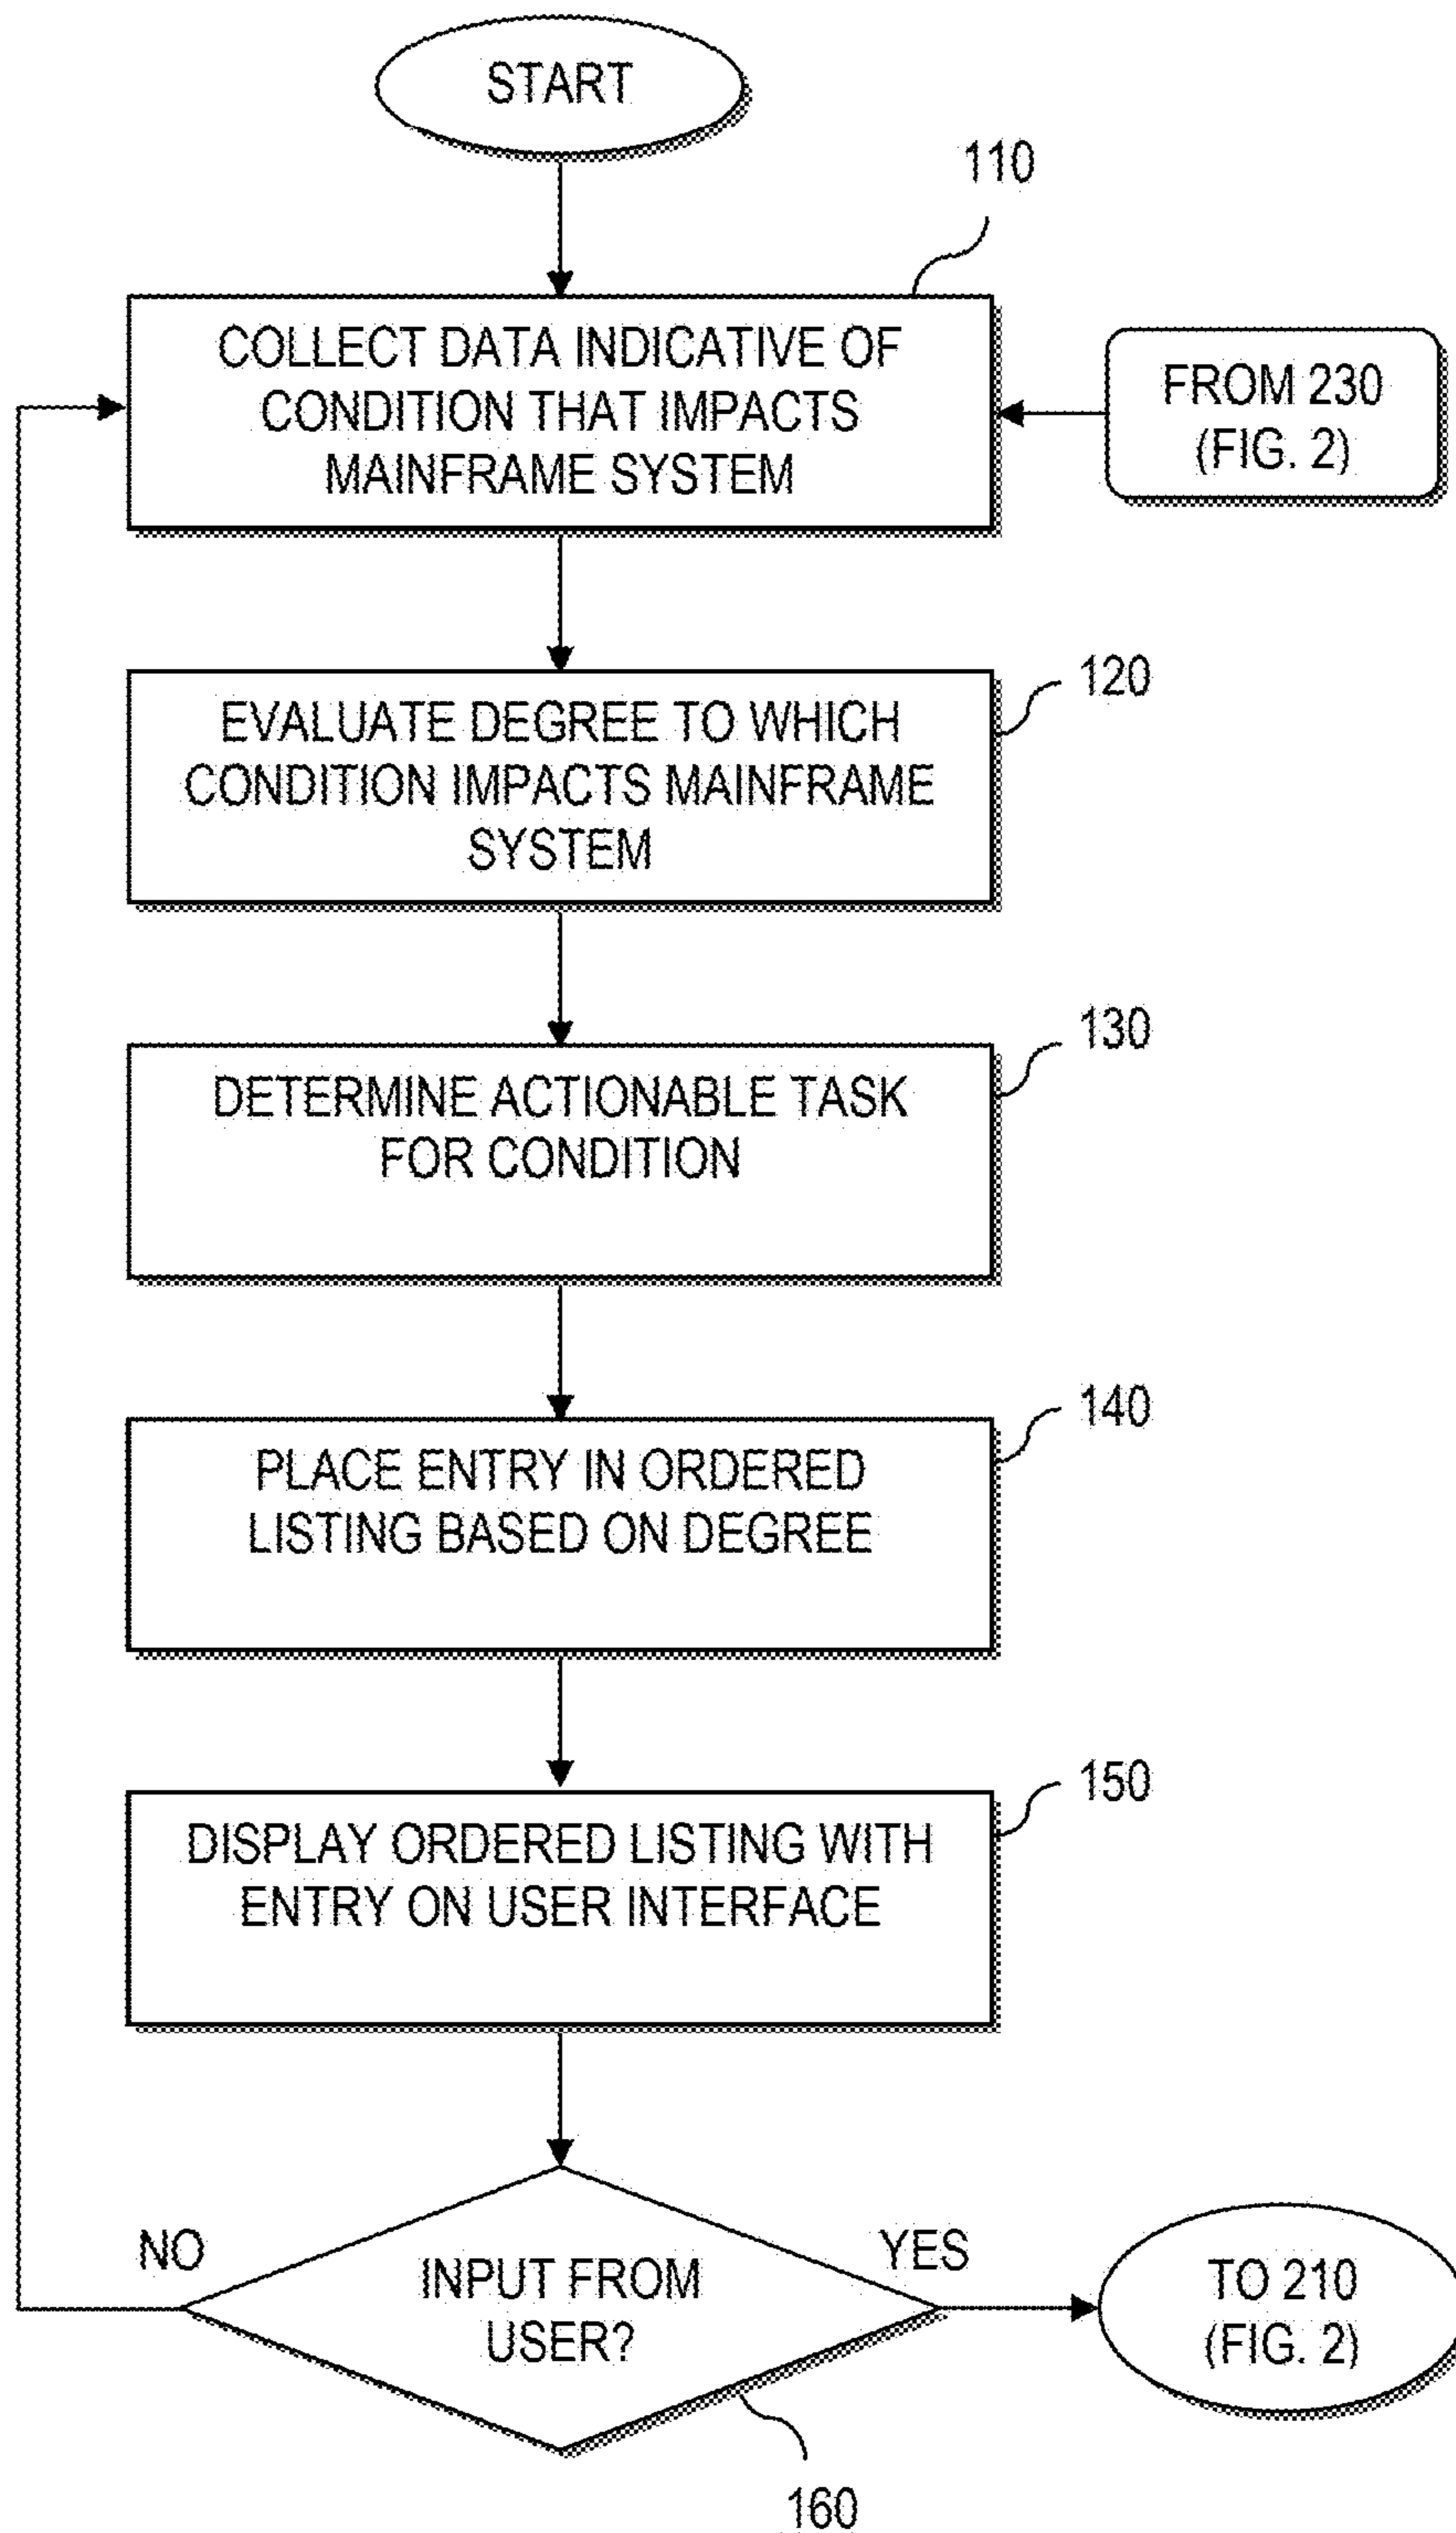 START
110
COLLECT DATA INDICATIVE OF
CONDITION THAT IMPACTS
MAINFRAME SYSTEM
FROM 230
(FIG. 2)
120
EVALUATE DEGREE TO WHICH
CONDITION IMPACTS MAINFRAME
SYSTEM
130
DETERMINE ACTIONABLE TASK
FOR CONDITION
140
PLACE ENTRY IN ORDERED
LISTING BASED ON DEGREE
150
DISPLAY ORDERED LISTING WITH
ENTRY ON USER INTERFACE
NO
INPUT FROM
USER?
YES
TO 210
(FIG. 2)
160